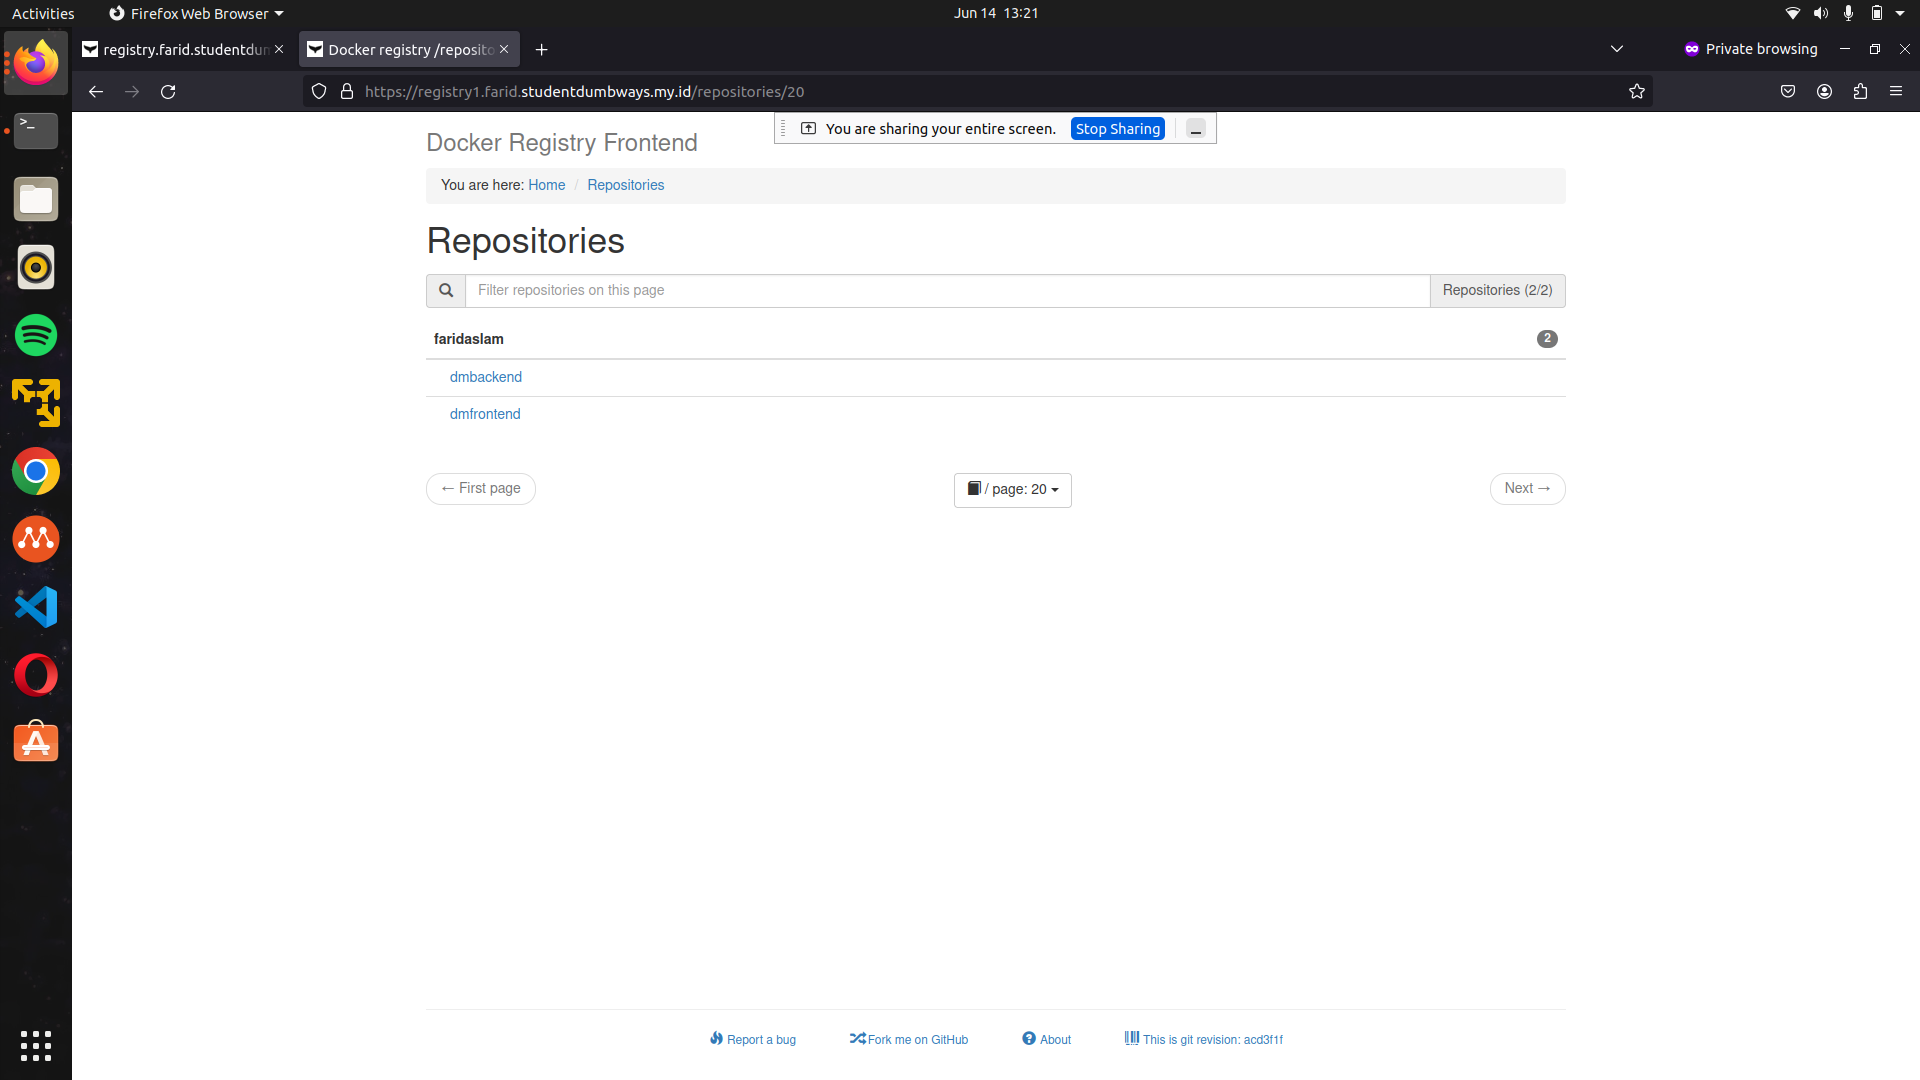 Activities
Firefox Web Browser
Jun 14 13:21
registry.farid.studentdun
Docker registry /reposito
Private browsing
https://registry1.farid.studentdumbways.my.id/repositories/20
You are sharing your entire screen.
Stop Sharing
Docker Registry Frontend
You are here: Home / Repositories
Repositories
Filter repositories on this page
Repositories (2/2)
faridaslam
2
dmbackend
dmfrontend
← First page
/ page: 20
Next →
Report a bug
Fork me on GitHub
About
This is git revision: acd3f1f